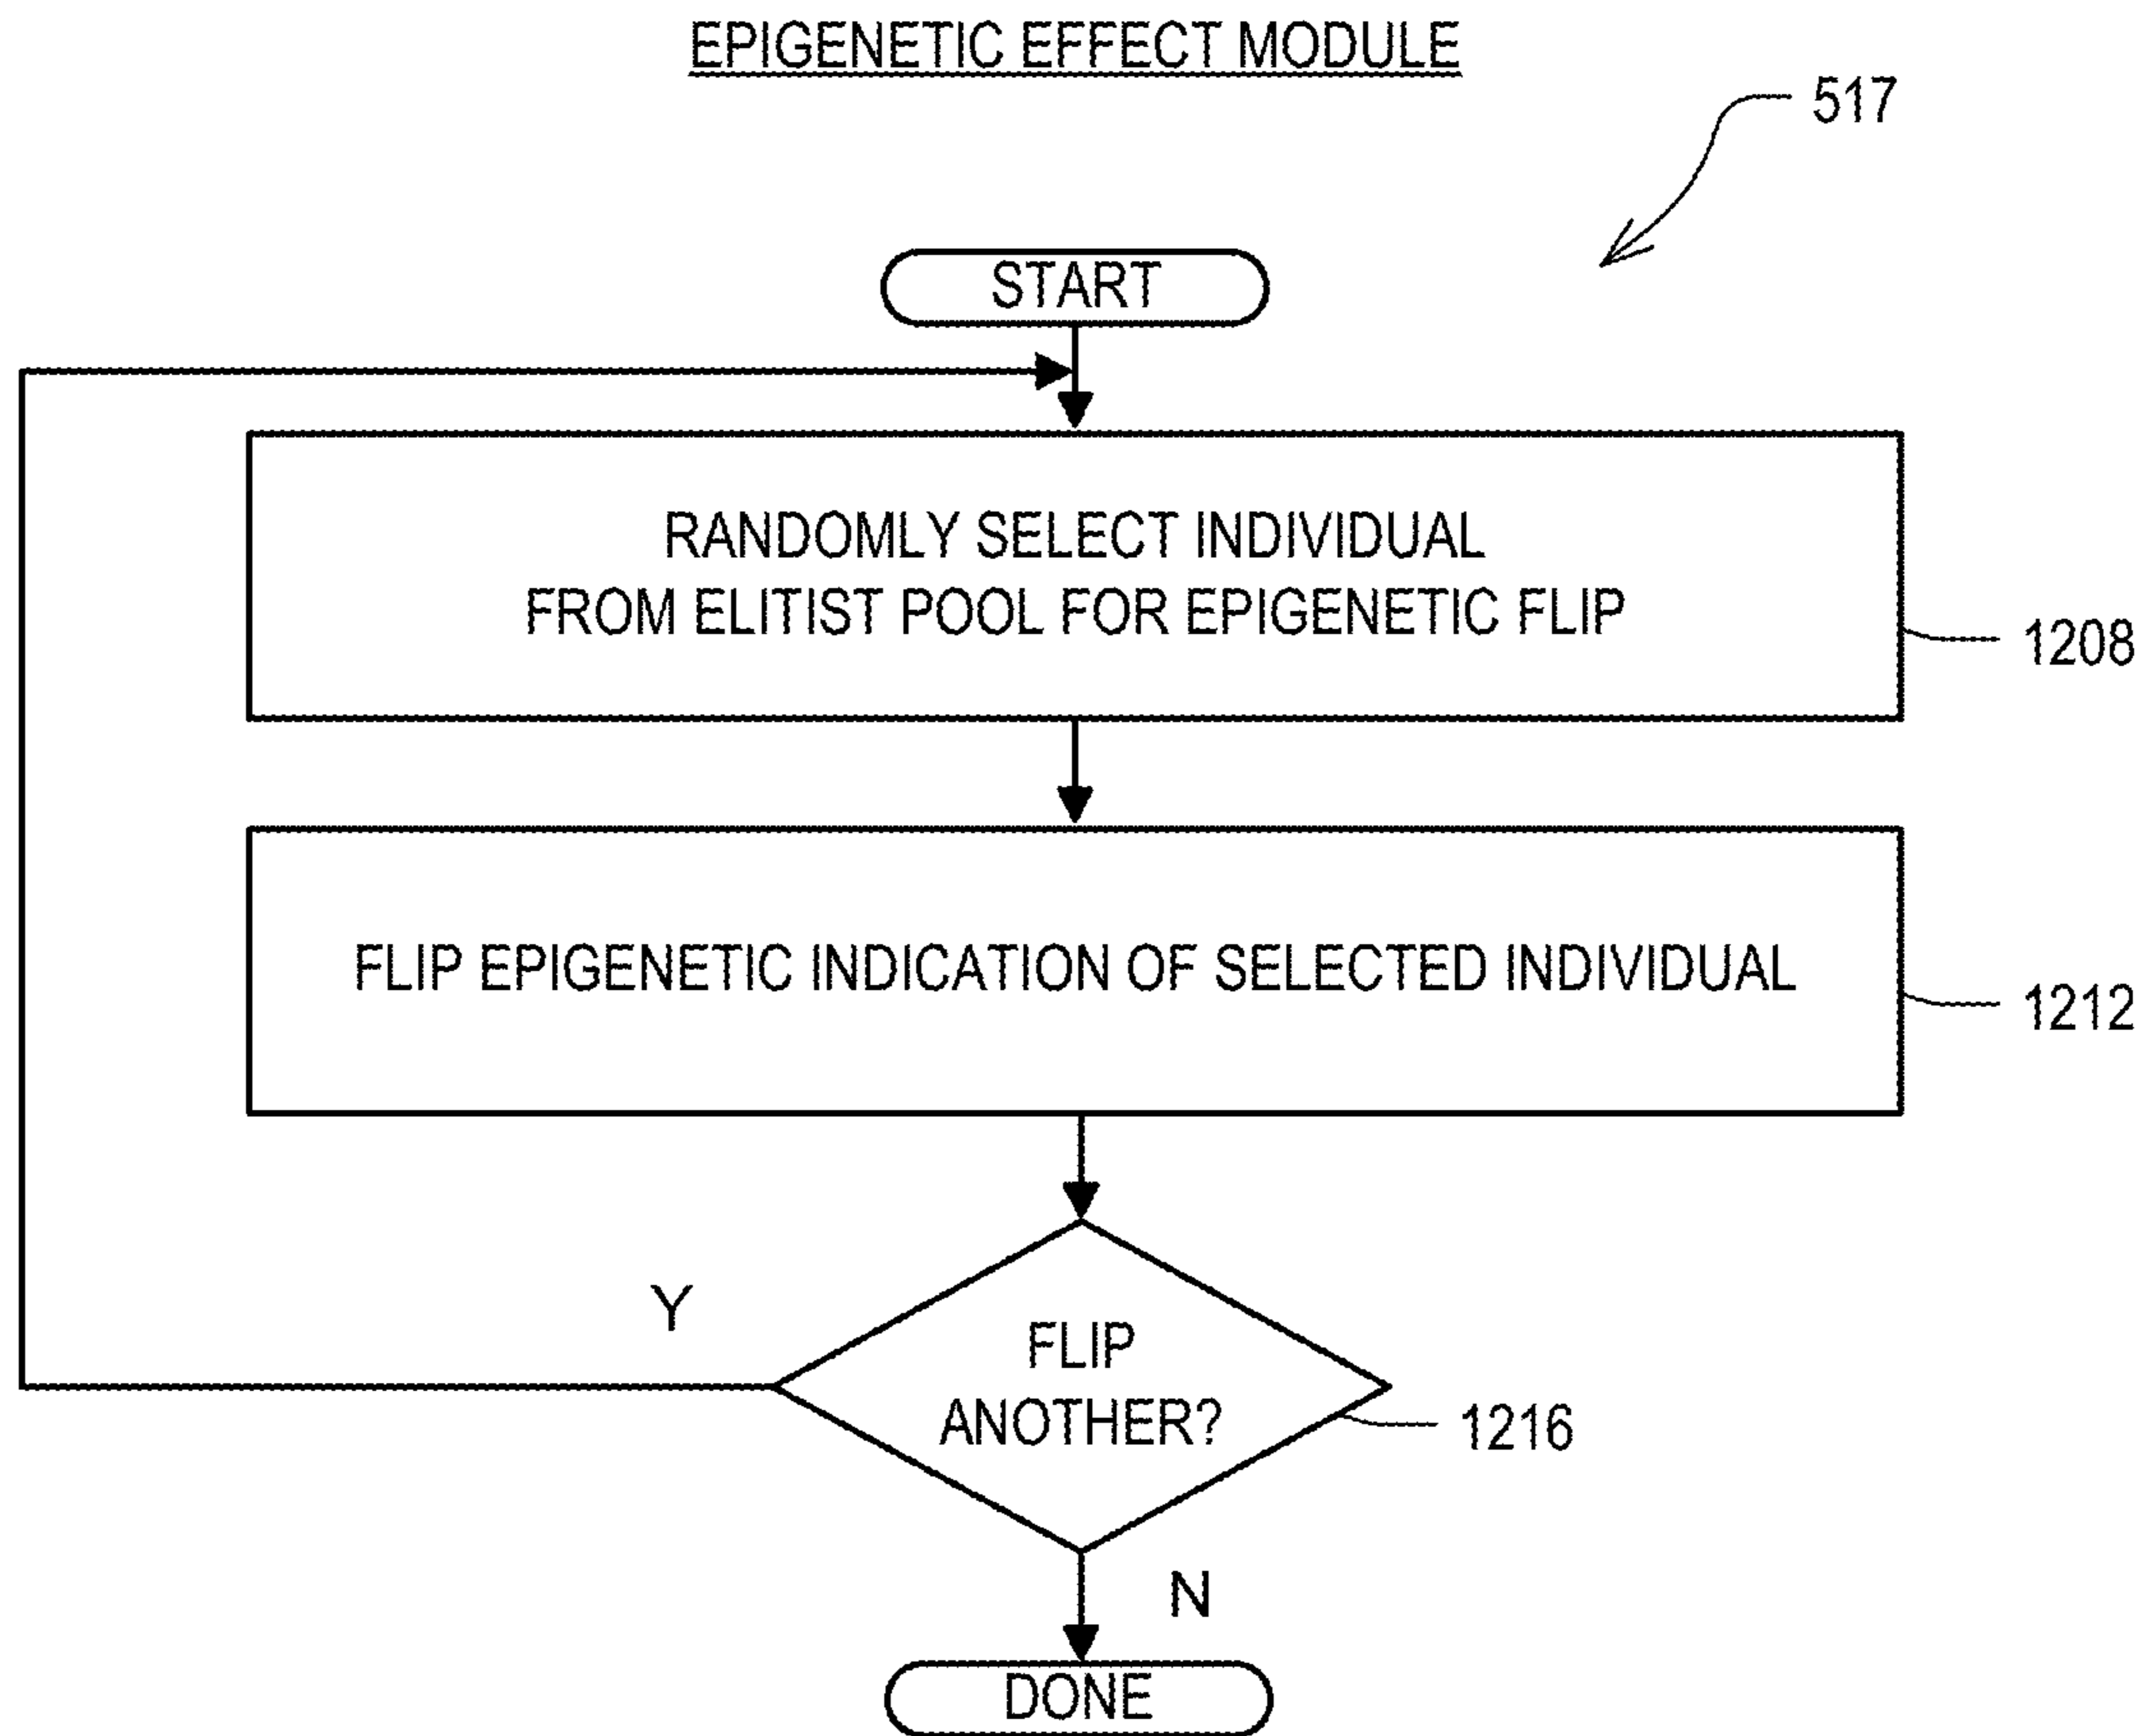 EPIGENETIC EFFECT MODULE
517
START
RANDOMLY SELECT INDIVIDUAL
FROM ELITIST POOL FOR EPIGENETIC FLIP
1208
FLIP EPIGENETIC INDICATION OF SELECTED INDIVIDUAL
1212
Y
FLIP
ANOTHER?
1216
N
DONE